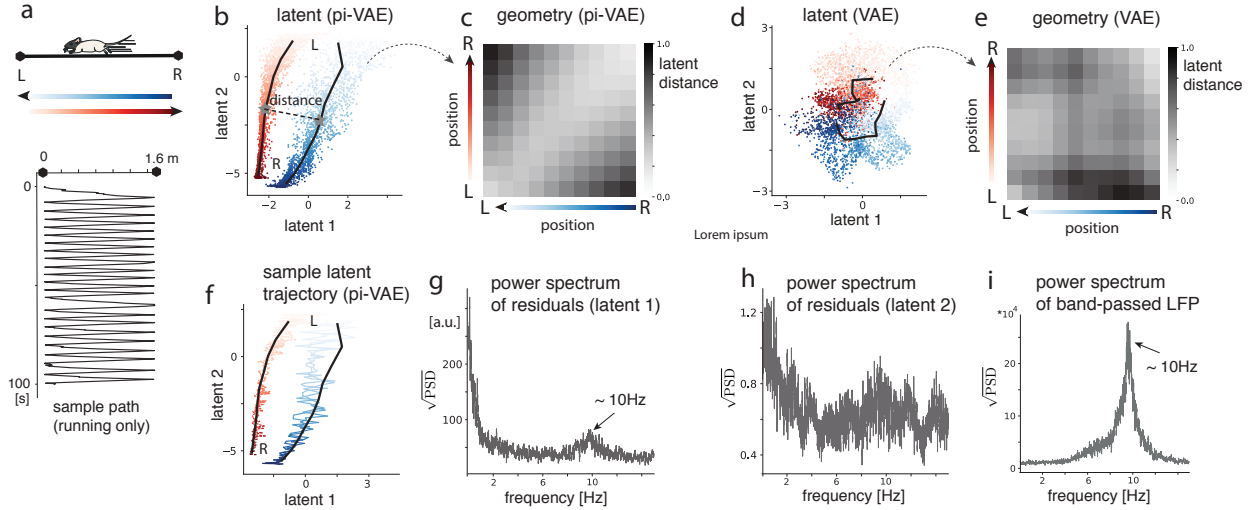 a
L
R
0
1.6 m
0
100
[s]
sample path
(running only)
b
latent (pi-VAE)
L
distance
R
latent 2
0
−5
−2
0
2
latent 1
c
geometry (pi-VAE)
R
position
L
1.0
latent
distance
0.0
L
R
position
d
latent (VAE)
latent 2
3
0
−3
−3
0
latent 1
Lorem ipsum
e
geometry (VAE)
R
position
L
1.0
latent
distance
0.0
L
R
position
f
sample latent
trajectory (pi-VAE)
L
R
latent 2
0
−5
0
3
latent 1
g
power spectrum
of residuals (latent 1)
[a.u.]
250
150
50
√PSD
~ 10Hz
2
6
10
frequency [Hz]
h
power spectrum
of residuals (latent 2)
1.2
0.8
0.4
√PSD
2
6
10
frequency [Hz]
i
power spectrum
of band-passed LFP
*10⁴
30
20
10
0
√PSD
~ 10Hz
2
6
10
frequency [Hz]